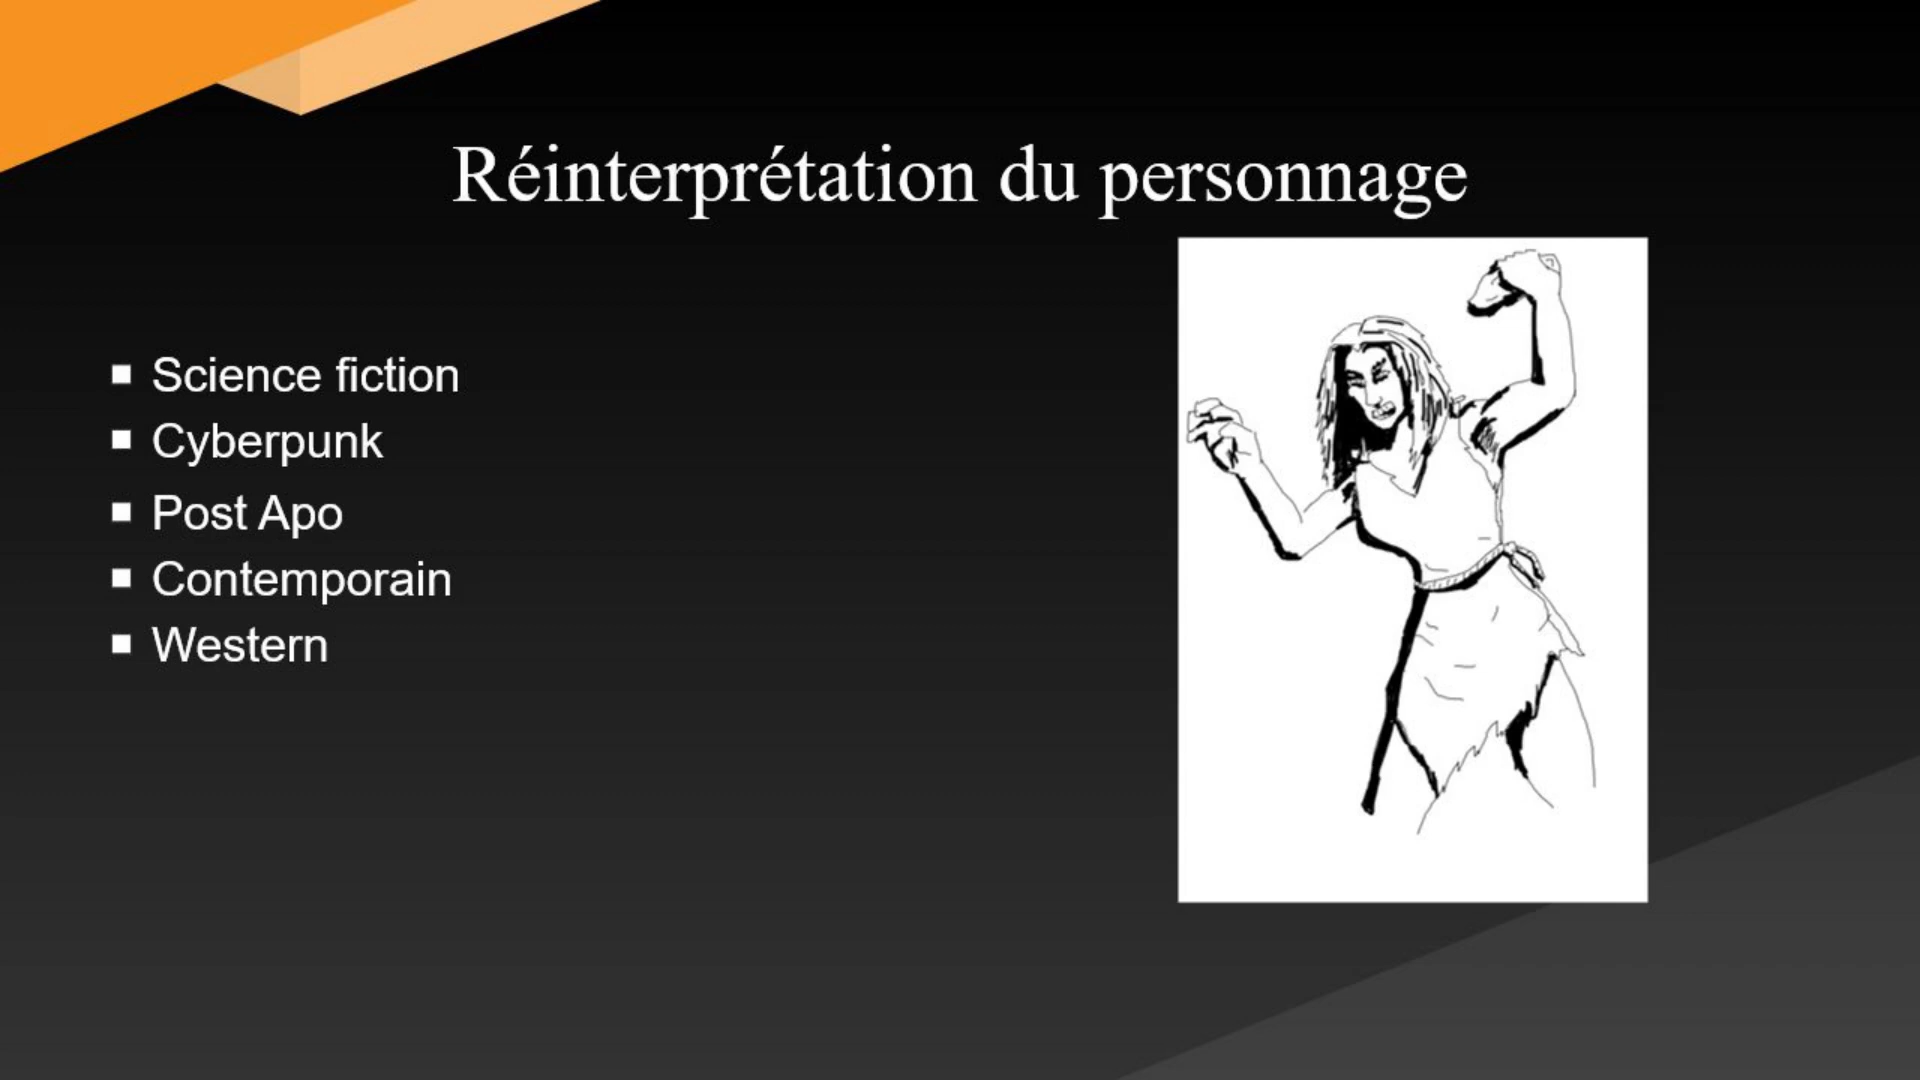 Réinterprétation du personnage
Science fiction
Cyberpunk
Post Apo
Contemporain
Western